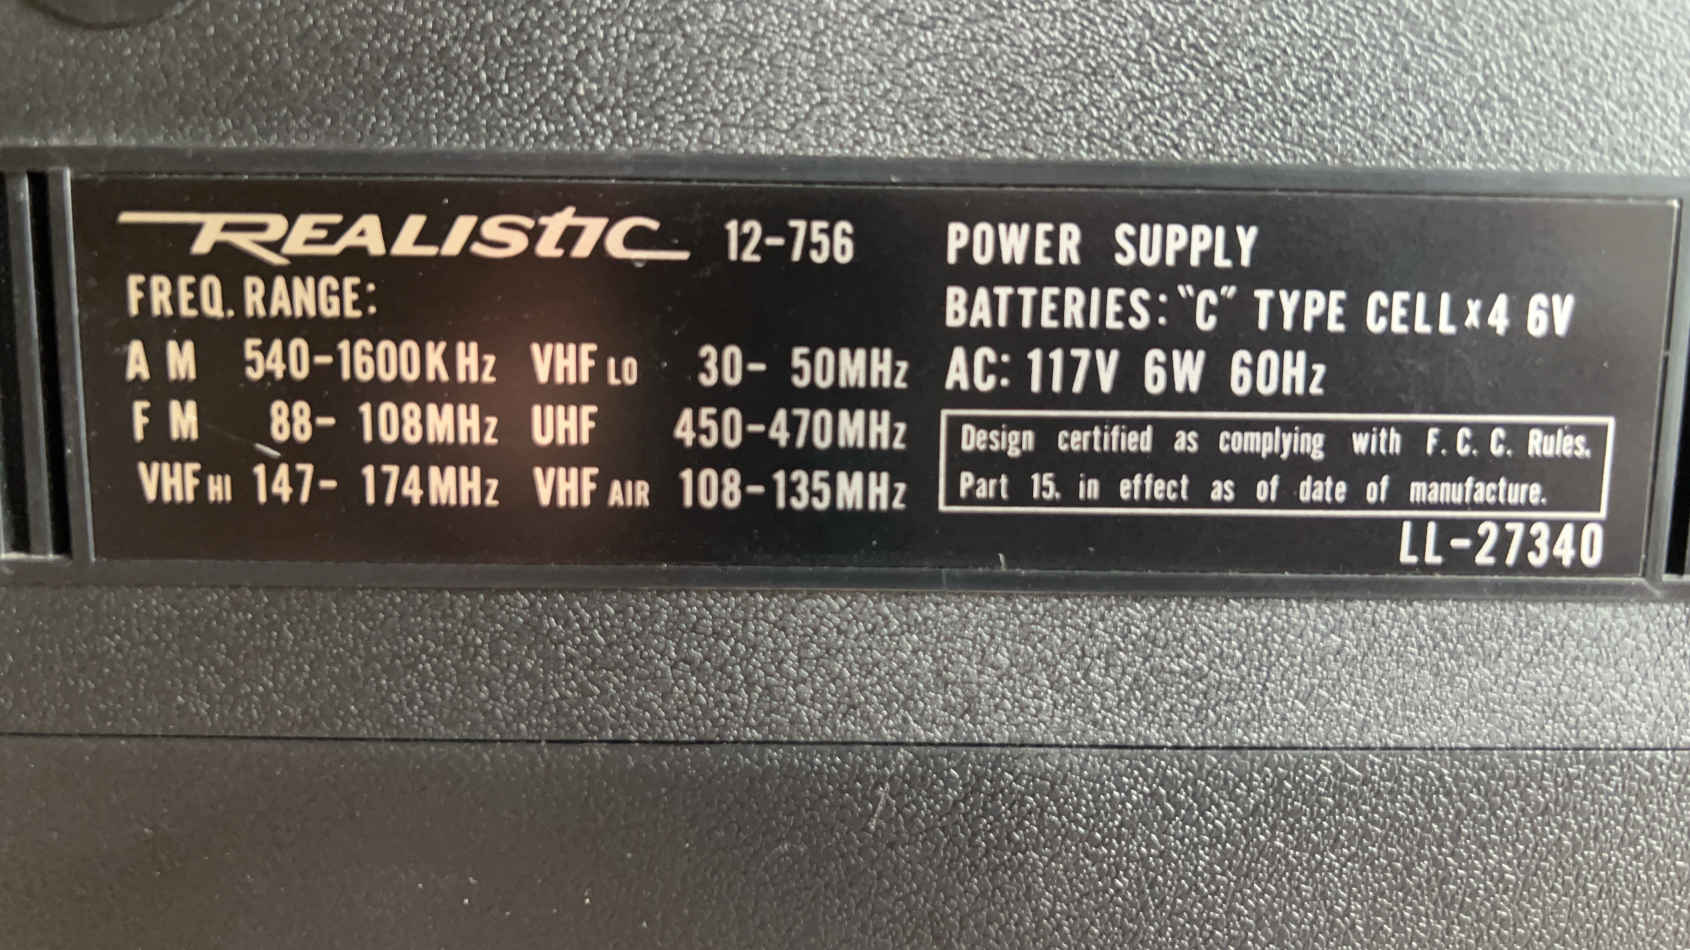 REALISTIC 12-756
FREQ. RANGE:
AM 540-1600KHz VHF LO 30-50MHz
FM 88-108MHz UHF 450-470MHz
VHF HI 147-174MHz VHF AIR 108-135MHz
POWER SUPPLY
BATTERIES: "C" TYPE CELL x 4 6V
AC: 117V 6W 60Hz
Design certified as complying with F.C.C. Rules.
Part 15. in effect as of date of manufacture.
LL-27340